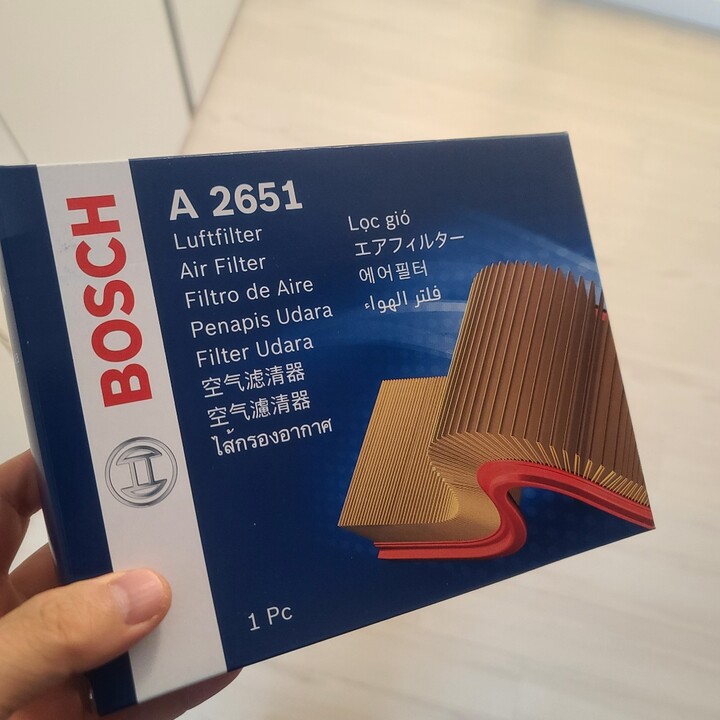 BOSCH
A 2651
Luftfilter
Air Filter
Filtro de Aire
Penapis Udara
Filter Udara
空气滤清器
空气濾清器
ไส้กรองอากาศ
Lọc gió
エアフィルター
에어필터
فلتر الهواء
1 Pc